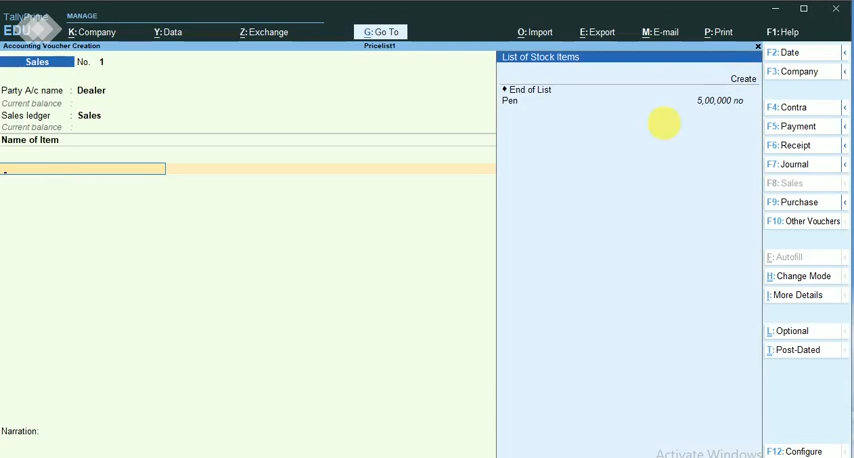 TallyPrime
EDU
MANAGE
K: Company
Y: Data
Z: Exchange
G: Go To
O: Import
E: Export
M: E-mail
P: Print
F1: Help
Accounting Voucher Creation
Pricelist1
Sales No. 1
Party A/c name : Dealer
Current balance :
Sales ledger : Sales
Current balance :
Name of Item
Narration:
List of Stock Items
Create
♦ End of List
Pen 5,00,000 no
F2: Date
F3: Company
F4: Contra
F5: Payment
F6: Receipt
F7: Journal
F8: Sales
F9: Purchase
F10: Other Vouchers
E: Autofill
H: Change Mode
I: More Details
L: Optional
T: Post-Dated
F12: Configure
Activate Windows